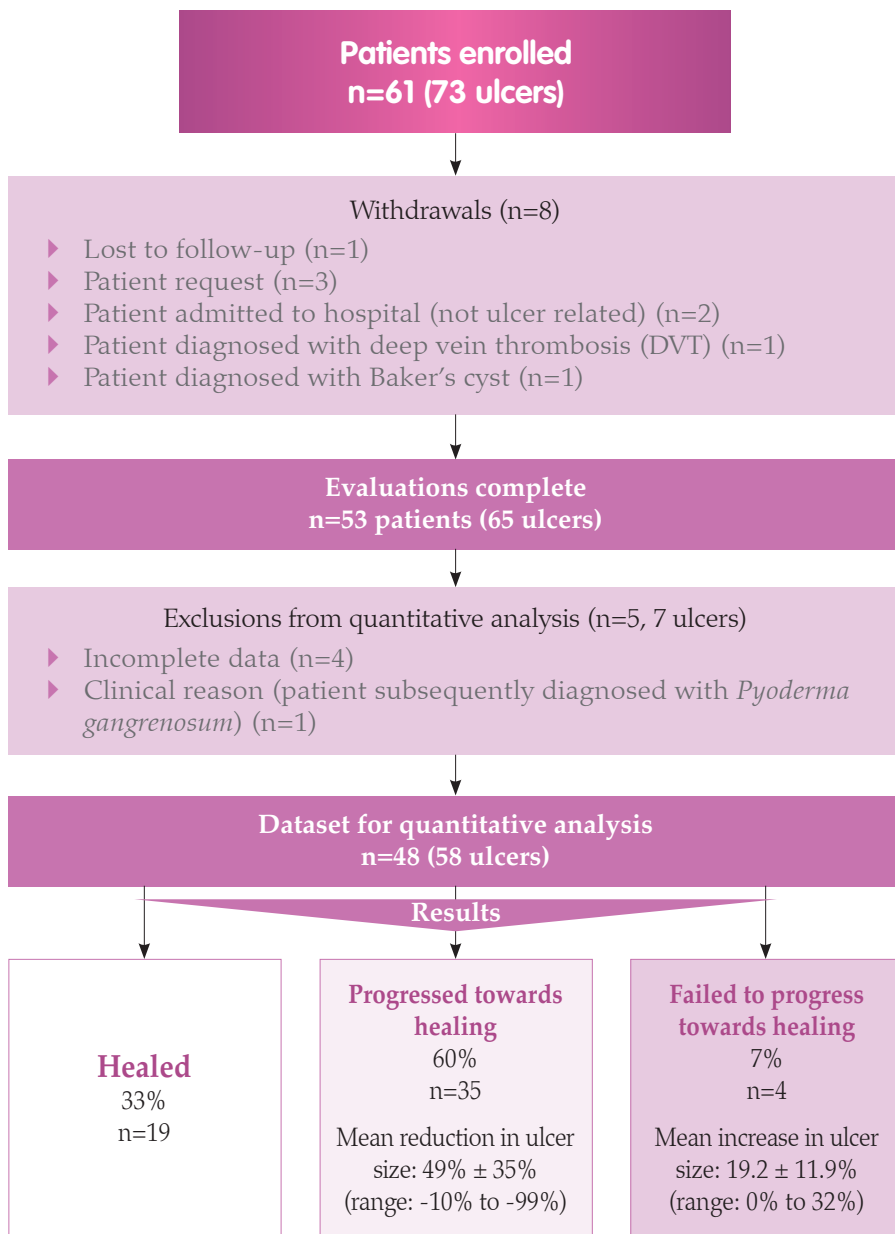 Patients enrolled
n=61 (73 ulcers)
Withdrawals (n=8)
Lost to follow-up (n=1)
Patient request (n=3)
Patient admitted to hospital (not ulcer related) (n=2)
Patient diagnosed with deep vein thrombosis (DVT) (n=1)
Patient diagnosed with Baker's cyst (n=1)
Evaluations complete
n=53 patients (65 ulcers)
Exclusions from quantitative analysis (n=5, 7 ulcers)
Incomplete data (n=4)
Clinical reason (patient subsequently diagnosed with Pyoderma
gangrenosum) (n=1)
Dataset for quantitative analysis
n=48 (58 ulcers)
Results
Healed
33%
n=19
Progressed towards
healing
60%
n=35
Mean reduction in ulcer
size: 49% ± 35%
(range: -10% to -99%)
Failed to progress
towards healing
7%
n=4
Mean increase in ulcer
size: 19.2 ± 11.9%
(range: 0% to 32%)